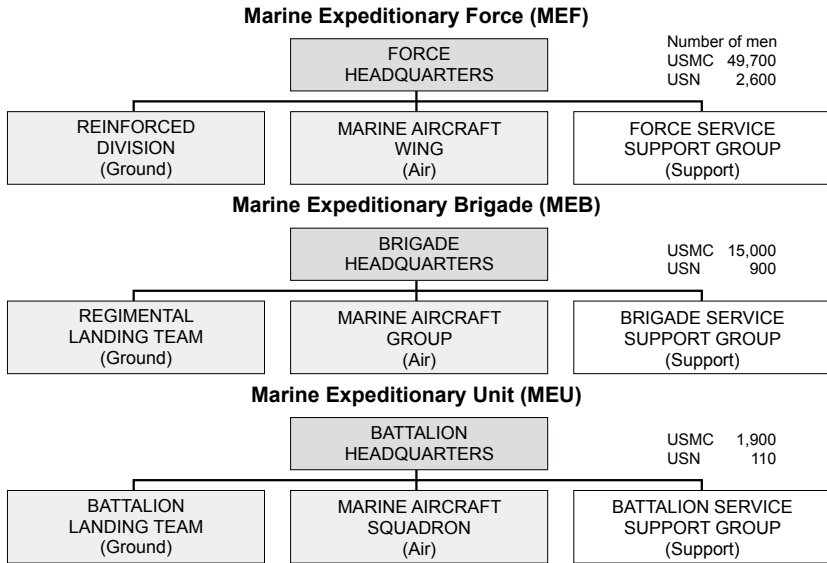 Marine Expeditionary Force (MEF)
FORCE
HEADQUARTERS
Number of men
USMC 49,700
USN 2,600
REINFORCED
DIVISION
(Ground)
MARINE AIRCRAFT
WING
(Air)
FORCE SERVICE
SUPPORT GROUP
(Support)
Marine Expeditionary Brigade (MEB)
BRIGADE
HEADQUARTERS
USMC 15,000
USN 900
REGIMENTAL
LANDING TEAM
(Ground)
MARINE AIRCRAFT
GROUP
(Air)
BRIGADE SERVICE
SUPPORT GROUP
(Support)
Marine Expeditionary Unit (MEU)
BATTALION
HEADQUARTERS
USMC 1,900
USN 110
BATTALION
LANDING TEAM
(Ground)
MARINE AIRCRAFT
SQUADRON
(Air)
BATTALION SERVICE
SUPPORT GROUP
(Support)